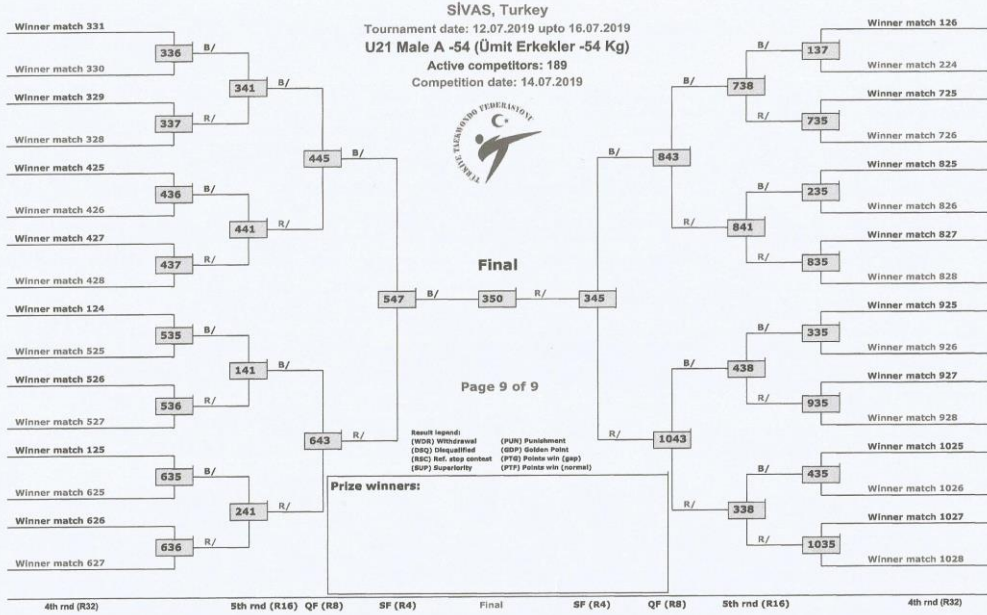 SİVAS, Turkey
Tournament date: 12.07.2019 upto 16.07.2019
U21 Male A -54 (Ümit Erkekler -54 Kg)
Active competitors: 189
Competition date: 14.07.2019
TÜRKİYE TAEKWONDO FEDERASYONU
Winner match 331
336
B/
Winner match 330
341
B/
Winner match 329
337
R/
Winner match 328
445
B/
Winner match 425
436
B/
Winner match 426
441
R/
Winner match 427
437
R/
Winner match 428
547
B/
Winner match 124
535
B/
Winner match 525
141
B/
Winner match 526
536
R/
Winner match 527
643
R/
Winner match 125
635
B/
Winner match 625
241
R/
Winner match 626
636
R/
Winner match 627
Final
350
R/
345
Winner match 126
B/
137
Winner match 224
B/
738
Winner match 725
R/
735
Winner match 726
B/
843
Winner match 825
B/
235
Winner match 826
R/
841
Winner match 827
R/
835
Winner match 828
Winner match 925
B/
335
Winner match 926
B/
438
Winner match 927
R/
935
Winner match 928
R/
1043
Winner match 1025
B/
435
Winner match 1026
R/
338
Winner match 1027
R/
1035
Winner match 1028
Page 9 of 9
Result legend:
(WDR) Withdrawal (PUN) Punishment
(DSQ) Disqualified (GDP) Golden Point
(RSC) Ref. stop contest (PTG) Points win (gap)
(SUP) Superiority (PTF) Points win (normal)
Prize winners:
4th rnd (R32) 5th rnd (R16) QF (R8) SF (R4) Final SF (R4) QF (R8) 5th rnd (R16) 4th rnd (R32)